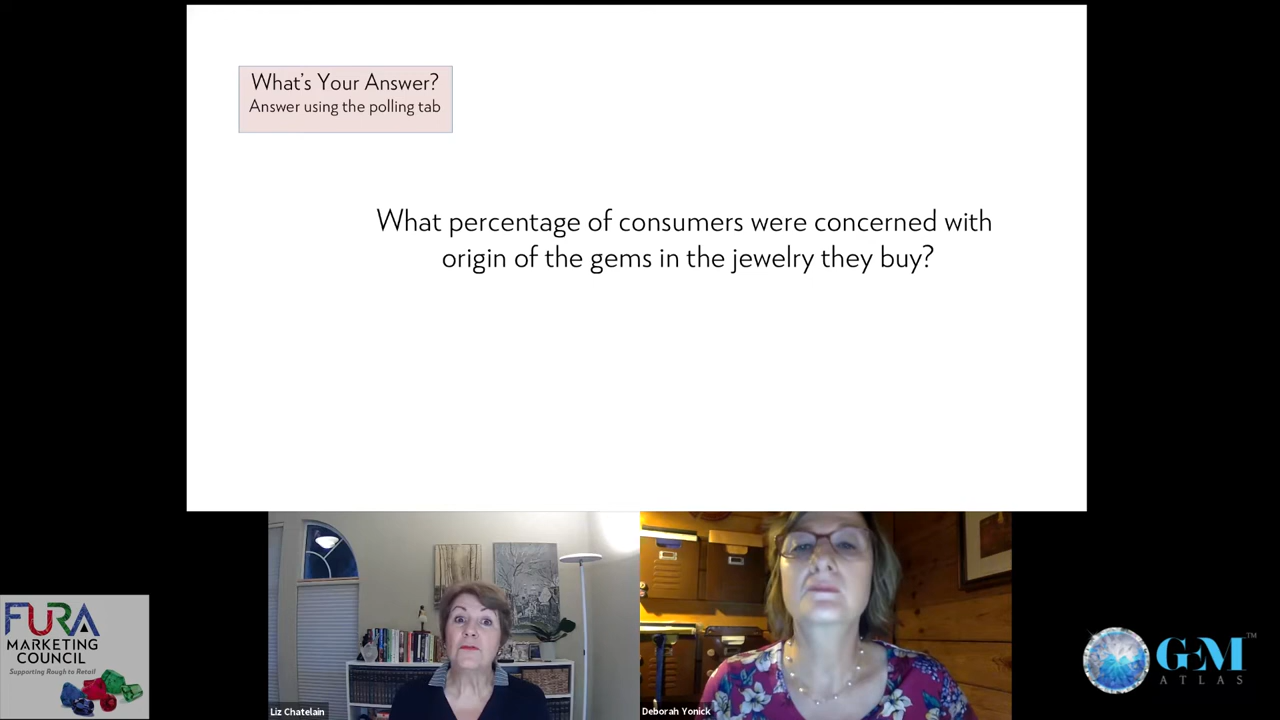 What's Your Answer?
Answer using the polling tab
What percentage of consumers were concerned with
origin of the gems in the jewelry they buy?
FURA
MARKETING
COUNCIL
Supporting Rough to Retail
Liz Chatelain
Deborah Yonick
GEM™
ATLAS